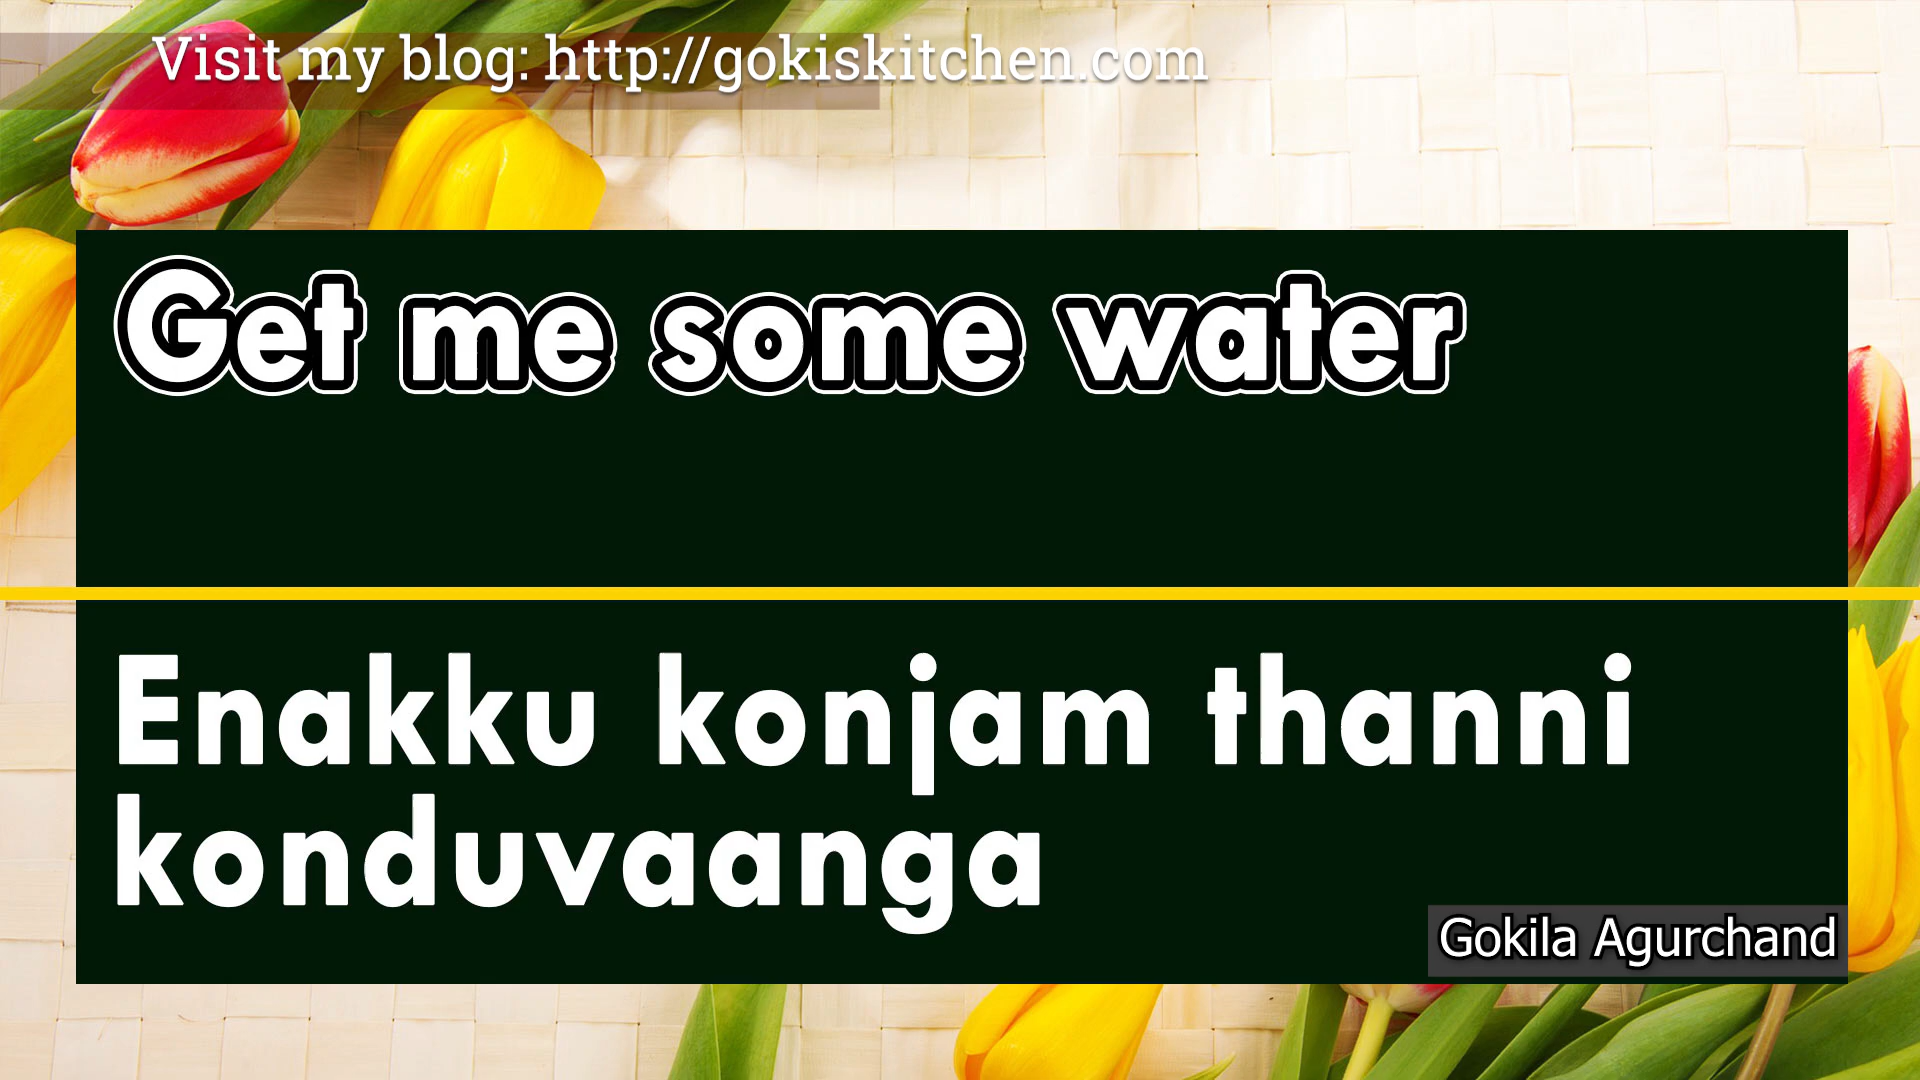 Visit my blog: http://gokiskitchen.com
Get me some water
Enakku konjam thanni
konduvaanga
Gokila Agurchand